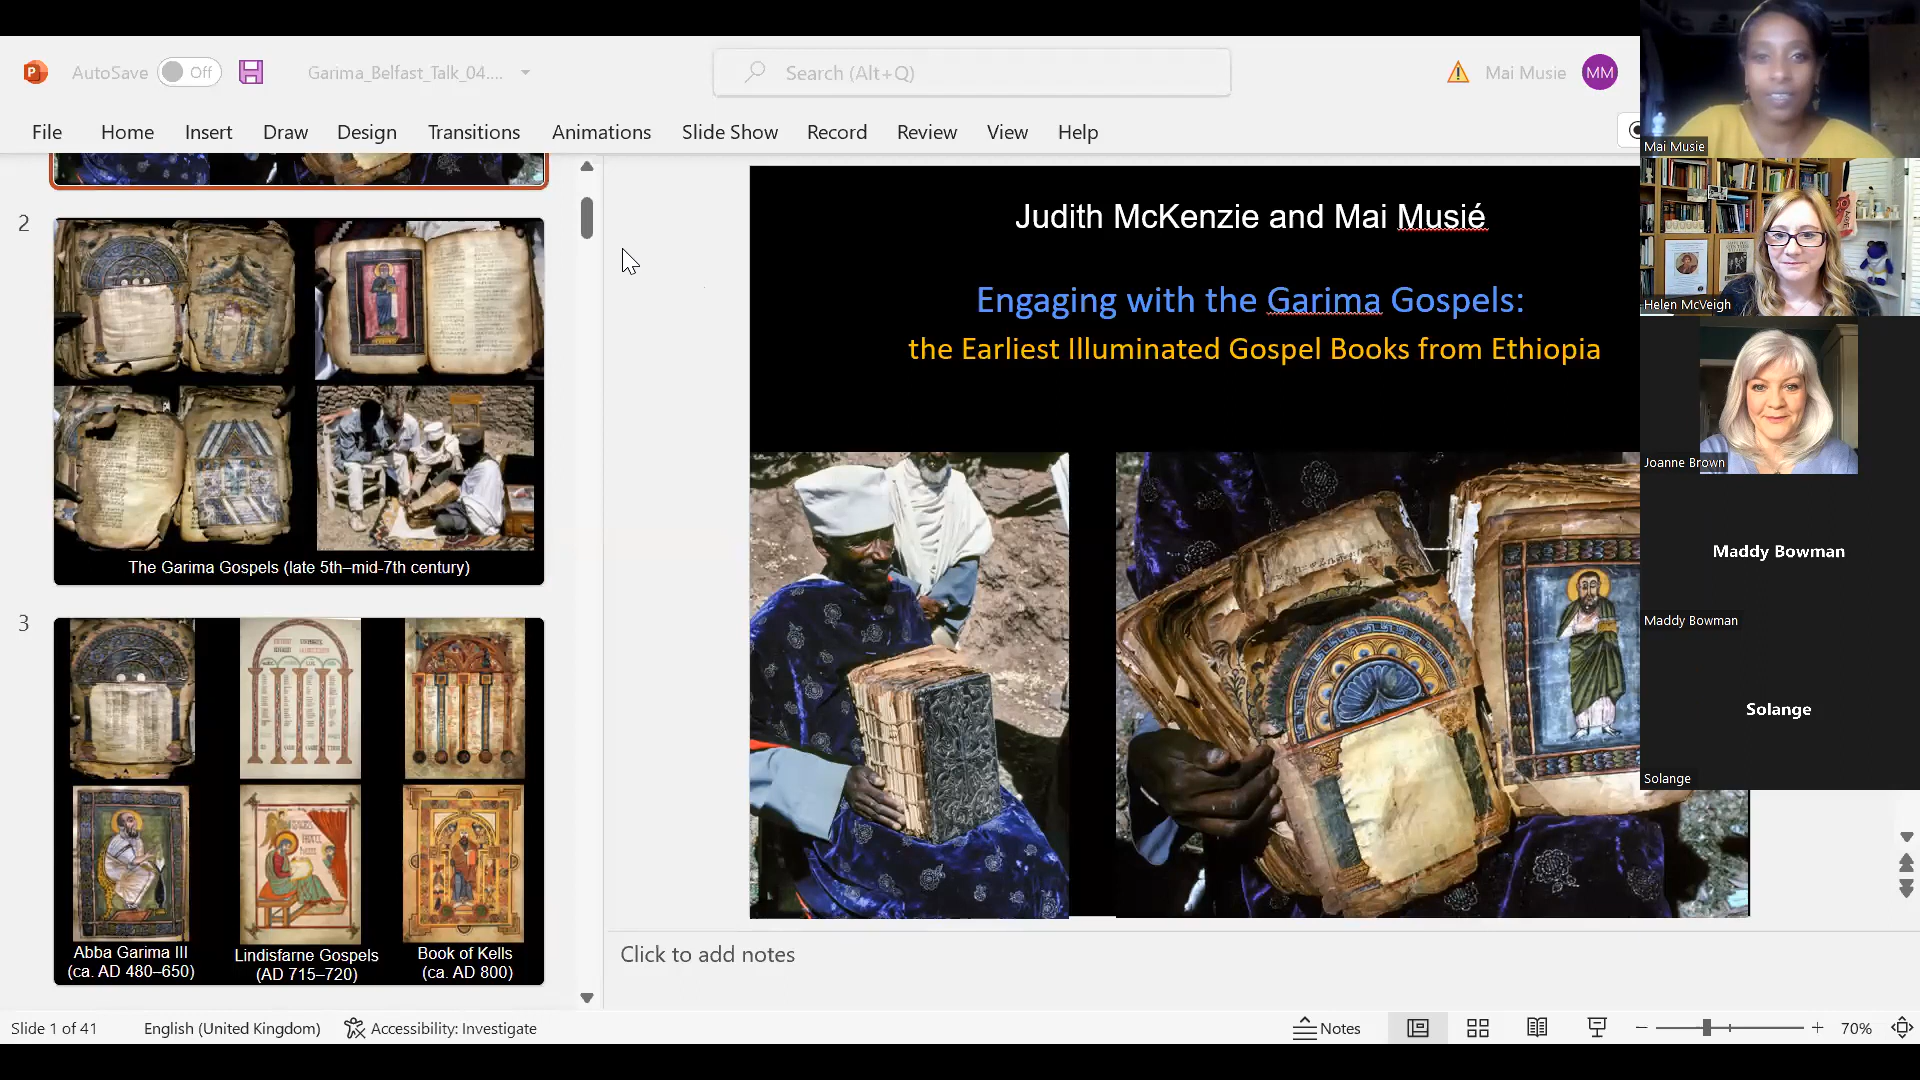 AutoSave
Off
Garima_Belfast_Talk_04....
Search (Alt+Q)
Mai Musie
MM
File
Home
Insert
Draw
Design
Transitions
Animations
Slide Show
Record
Review
View
Help
2
The Garima Gospels (late 5th–mid-7th century)
3
Abba Garima III
(ca. AD 480–650)
Lindisfarne Gospels
(AD 715–720)
Book of Kells
(ca. AD 800)
Judith McKenzie and Mai Musié
Engaging with the Garima Gospels:
the Earliest Illuminated Gospel Books from Ethiopia
Click to add notes
Mai Musie
Helen McVeigh
Joanne Brown
Maddy Bowman
Maddy Bowman
Solange
Solange
Slide 1 of 41
English (United Kingdom)
Accessibility: Investigate
Notes
70%